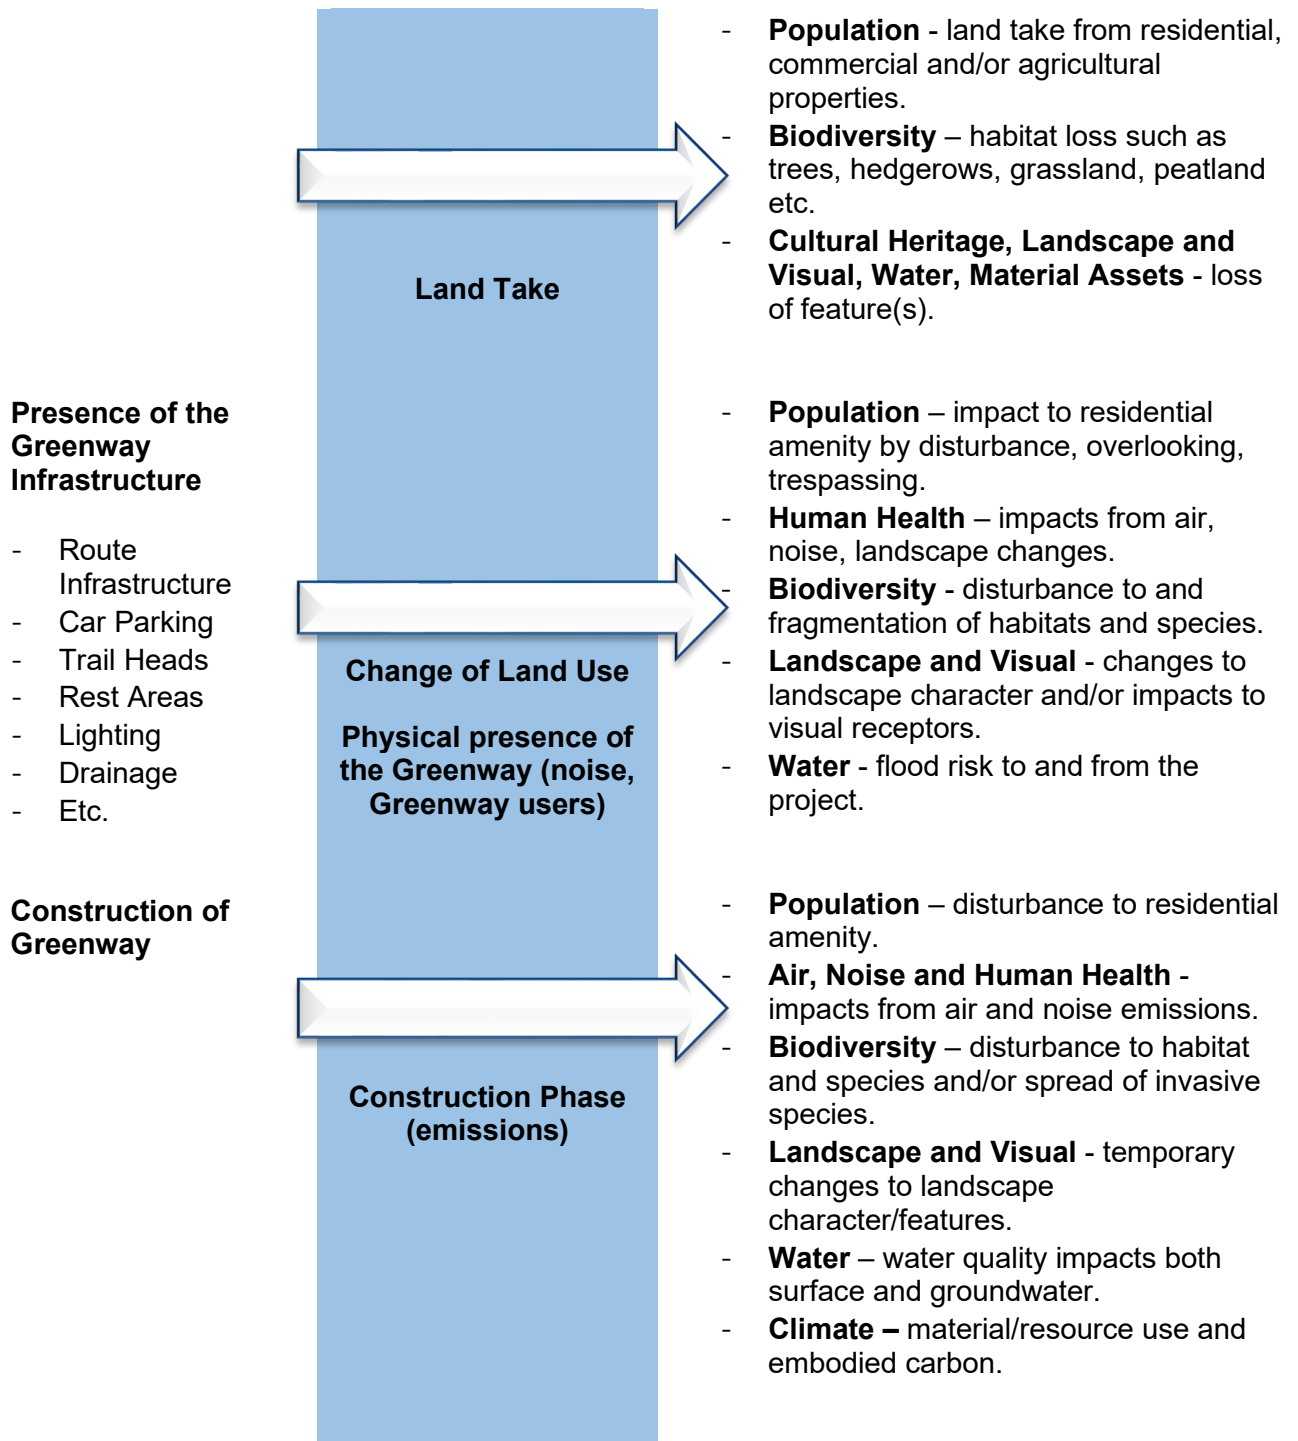 Presence of the
Greenway
Infrastructure
- Route
Infrastructure
- Car Parking
- Trail Heads
- Rest Areas
- Lighting
- Drainage
- Etc.
Construction of
Greenway
Land Take
Change of Land Use
Physical presence of
the Greenway (noise,
Greenway users)
Construction Phase
(emissions)
- Population - land take from residential,
commercial and/or agricultural
properties.
- Biodiversity – habitat loss such as
trees, hedgerows, grassland, peatland
etc.
- Cultural Heritage, Landscape and
Visual, Water, Material Assets - loss
of feature(s).
- Population – impact to residential
amenity by disturbance, overlooking,
trespassing.
- Human Health – impacts from air,
noise, landscape changes.
- Biodiversity - disturbance to and
fragmentation of habitats and species.
- Landscape and Visual - changes to
landscape character and/or impacts to
visual receptors.
- Water - flood risk to and from the
project.
- Population – disturbance to residential
amenity.
- Air, Noise and Human Health -
impacts from air and noise emissions.
- Biodiversity – disturbance to habitat
and species and/or spread of invasive
species.
- Landscape and Visual - temporary
changes to landscape
character/features.
- Water – water quality impacts both
surface and groundwater.
- Climate – material/resource use and
embodied carbon.